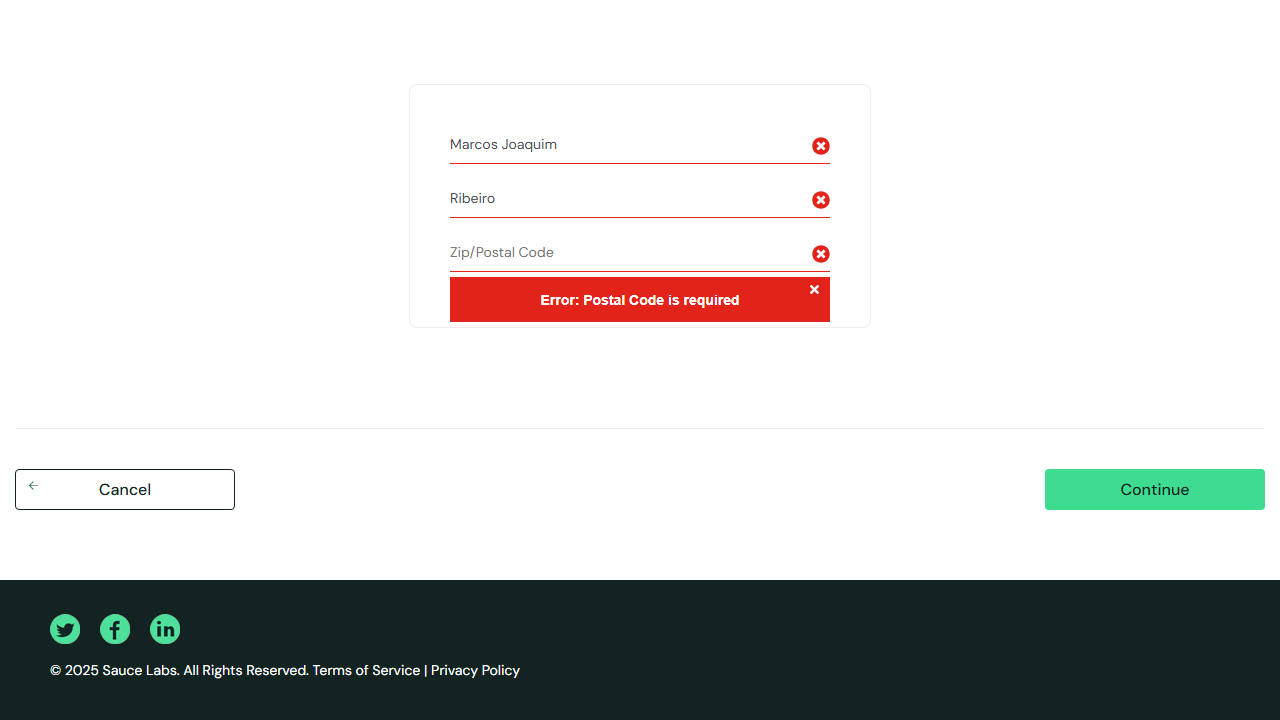 Marcos Joaquim
Ribeiro
Zip/Postal Code
Error: Postal Code is required
Cancel
Continue
© 2025 Sauce Labs. All Rights Reserved. Terms of Service | Privacy Policy